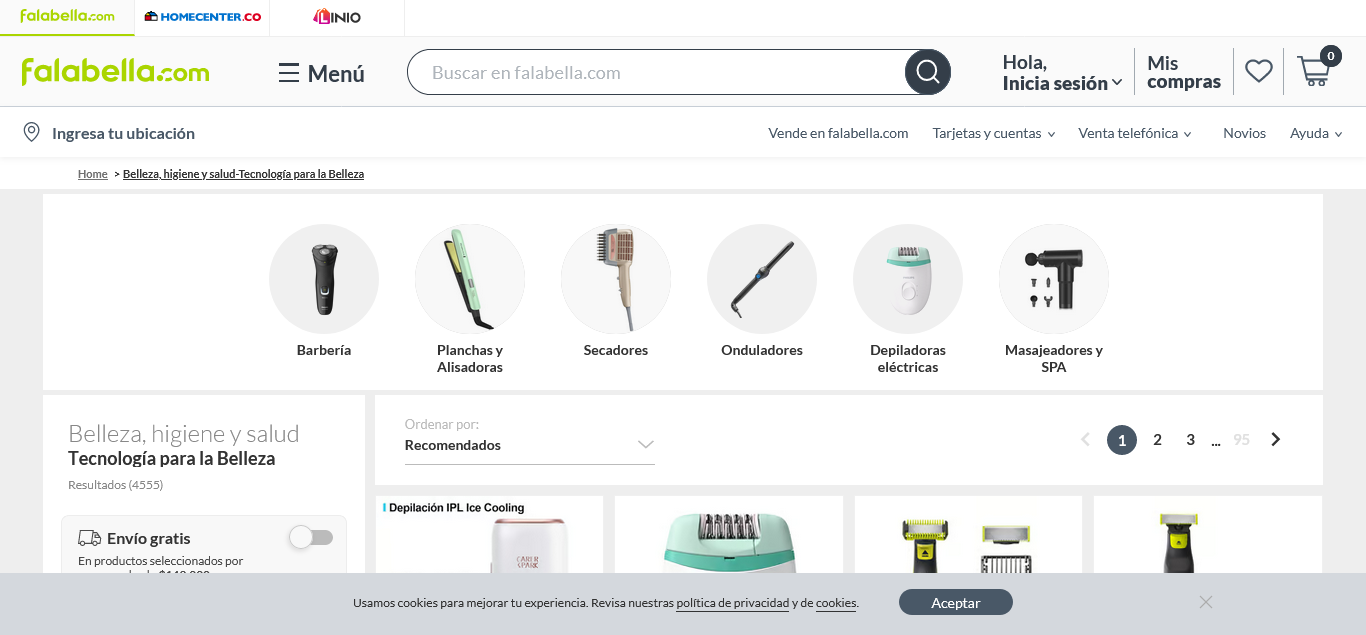 falabella.com
HOMECENTER.CO
LINIO
falabella.com
Menú
Buscar en falabella.com
Hola,
Inicia sesión
Mis
compras
0
Ingresa tu ubicación
Vende en falabella.com
Tarjetas y cuentas
Venta telefónica
Novios
Ayuda
Home > Belleza, higiene y salud-Tecnología para la Belleza
Barbería
Planchas y
Alisadoras
Secadores
Onduladores
Depiladoras
eléctricas
Masajeadores y
SPA
Belleza, higiene y salud
Tecnología para la Belleza
Resultados (4555)
Ordenar por:
Recomendados
1 2 3 ... 95
Envío gratis
En productos seleccionados por
Depilación IPL Ice Cooling
Usamos cookies para mejorar tu experiencia. Revisa nuestras política de privacidad y de cookies.
Aceptar